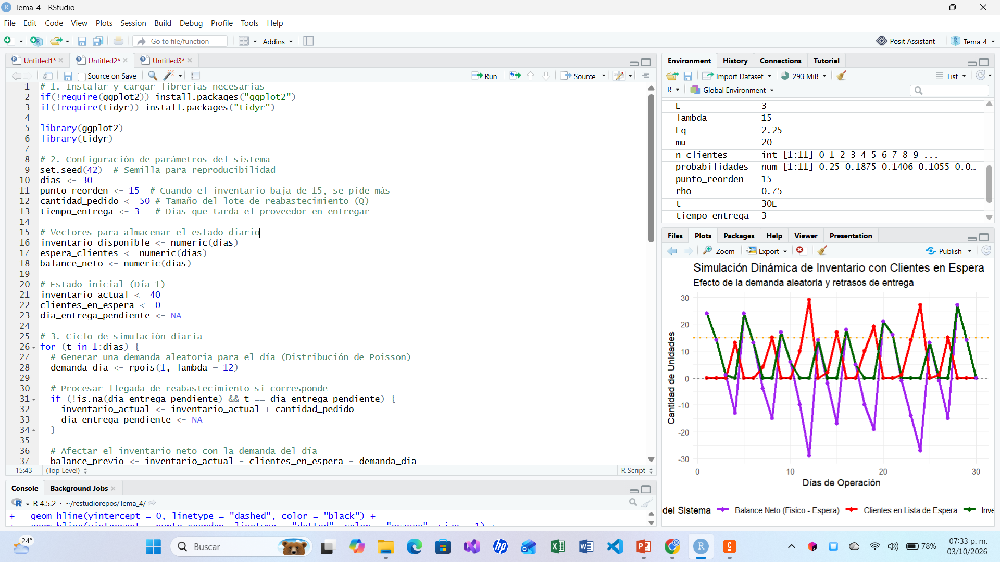 Tema_4 - RStudio
File Edit Code View Plots Session Build Debug Profile Tools Help
Go to file/function Addins Posit Assistant Tema_4
Untitled1* Untitled2* Untitled3*
Source on Save Run Source
1 # 1. Instalar y cargar librerías necesarias
2 if(!require(ggplot2)) install.packages("ggplot2")
3 if(!require(tidyr)) install.packages("tidyr")
4
5 library(ggplot2)
6 library(tidyr)
7
8 # 2. Configuración de parámetros del sistema
9 set.seed(42) # Semilla para reproducibilidad
10 dias <- 30
11 punto_reorden <- 15 # Cuando el inventario baja de 15, se pide más
12 cantidad_pedido <- 50 # Tamaño del lote de reabastecimiento (Q)
13 tiempo_entrega <- 3 # Días que tarda el proveedor en entregar
14
15 # Vectores para almacenar el estado diario
16 inventario_disponible <- numeric(dias)
17 espera_clientes <- numeric(dias)
18 balance_neto <- numeric(dias)
19
20 # Estado inicial (Día 1)
21 inventario_actual <- 40
22 clientes_en_espera <- 0
23 dia_entrega_pendiente <- NA
24
25 # 3. Ciclo de simulación diaria
26 for (t in 1:dias) {
27 # Generar una demanda aleatoria para el día (Distribución de Poisson)
28 demanda_dia <- rpois(1, lambda = 12)
29
30 # Procesar llegada de reabastecimiento si corresponde
31 if (!is.na(dia_entrega_pendiente) && t == dia_entrega_pendiente) {
32 inventario_actual <- inventario_actual + cantidad_pedido
33 dia_entrega_pendiente <- NA
34 }
35
36 # Afectar el inventario neto con la demanda del día
37 balance_previo <- inventario_actual - clientes_en_espera - demanda_dia
15:43 (Top Level) R Script
Console Background Jobs
R 4.5.2 · ~/restudiorepos/Tema_4/
+ geom_hline(yintercept = 0, linetype = "dashed", color = "black") +
+ geom_hline(yintercept = punto_reorden, linetype = "dotted", color = "orange", size = 1) +
Environment History Connections Tutorial
Import Dataset 293 MiB List
R Global Environment
L 3
lambda 15
Lq 2.25
mu 20
n_clientes int [1:11] 0 1 2 3 4 5 6 7 8 9 ...
probabilidades num [1:11] 0.25 0.1875 0.1406 0.1055 0.0…
punto_reorden 15
rho 0.75
t 30L
tiempo_entrega 3
Files Plots Packages Help Viewer Presentation
Zoom Export Publish
Simulación Dinámica de Inventario con Clientes en Espera
Efecto de la demanda aleatoria y retrasos de entrega
Cantidad de Unidades
30
20
10
0
-10
-20
-30
0 10 20 30
Días de Operación
del Sistema Balance Neto (Fisico - Espera) Clientes en Lista de Espera Inve
24° Buscar 78% 07:33 p. m.
03/10/2026